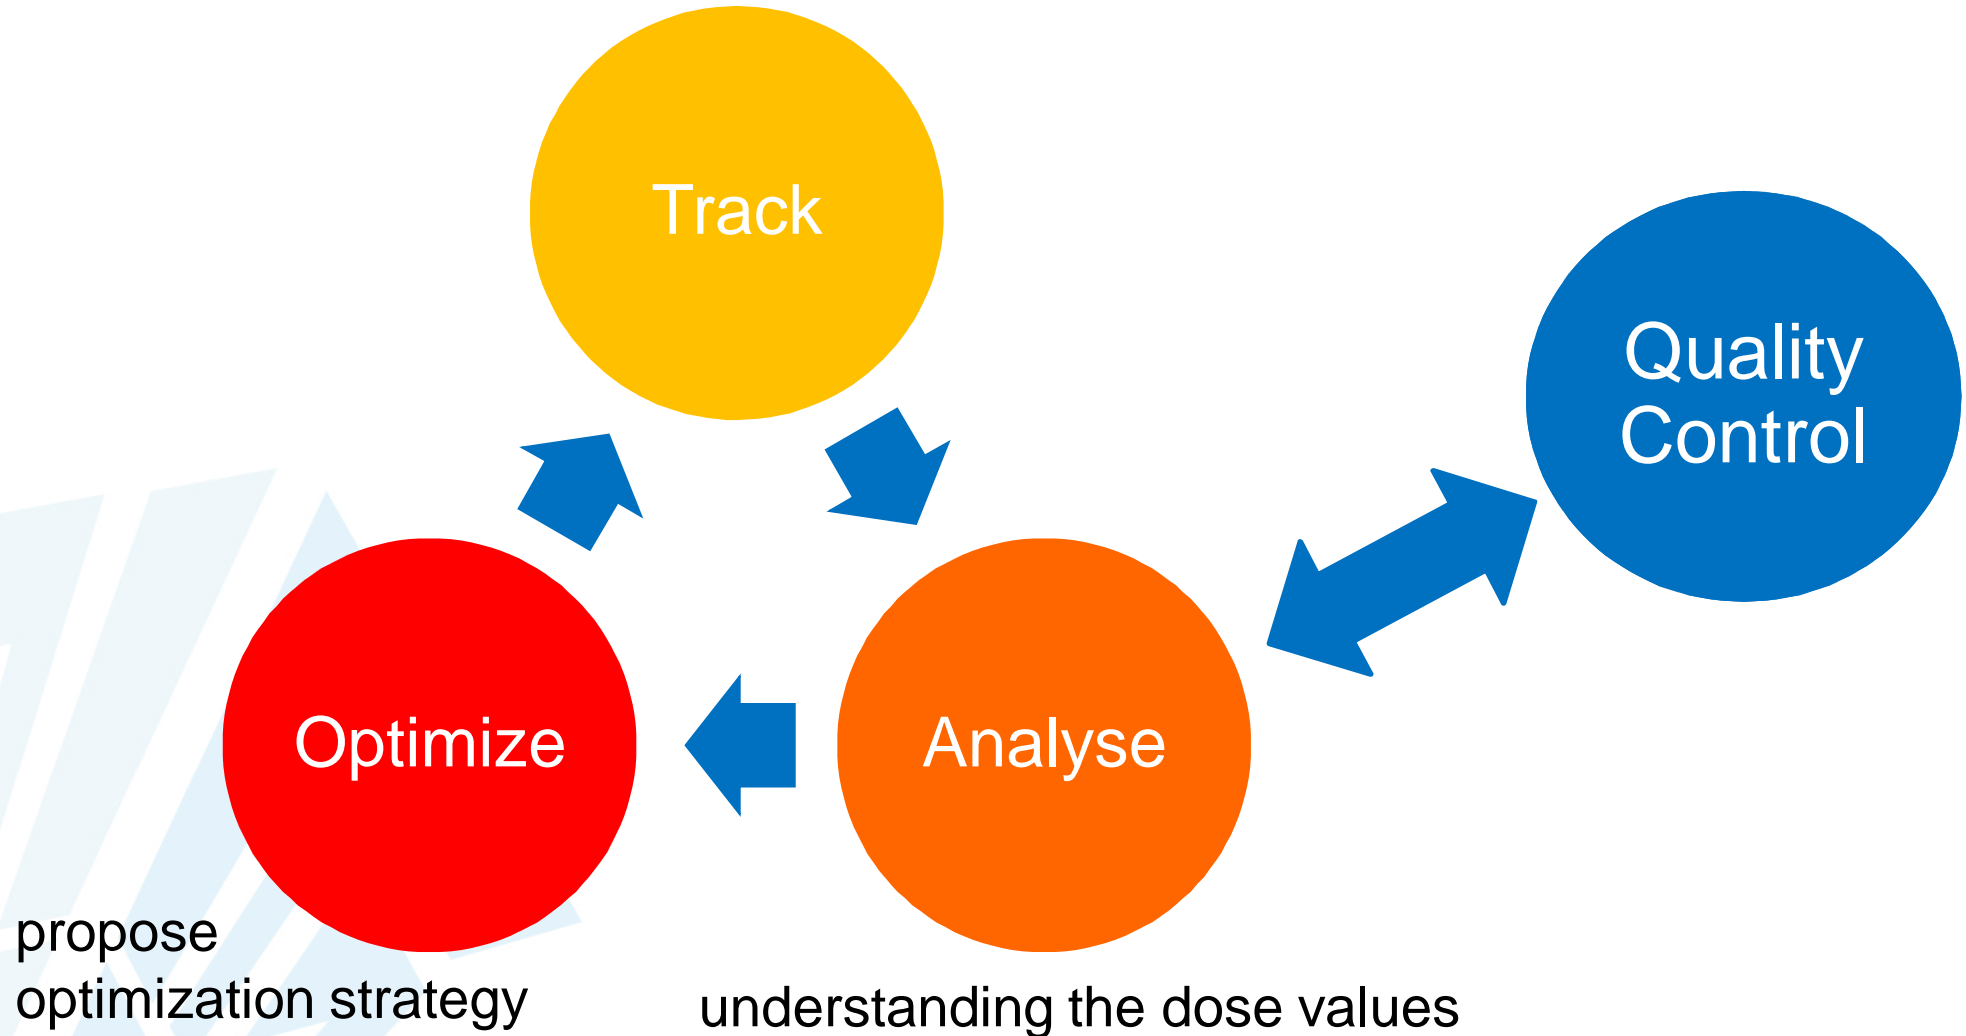 Track
Quality
Control
Optimize
Analyse
propose
optimization strategy
understanding the dose values